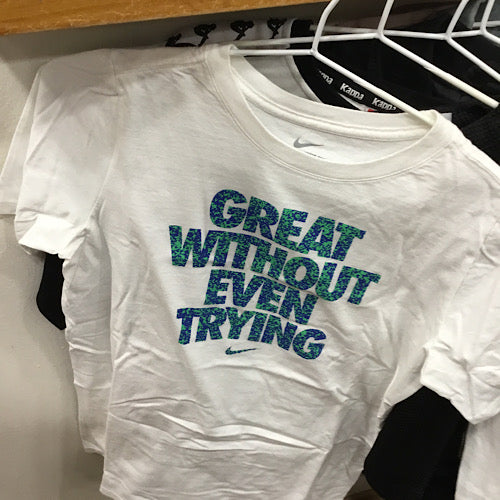 Kappa Kappa
GREAT
WITHOUT
EVEN
TRYING